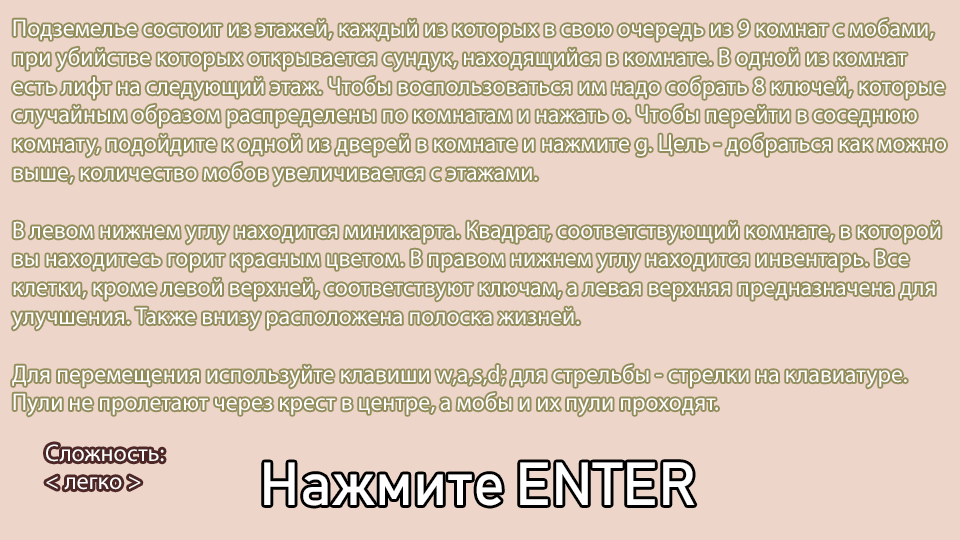 Подземелье состоит из этажей, каждый из которых в свою очередь из 9 комнат с мобами,
при убийстве которых открывается сундук, находящийся в комнате. В одной из комнат
есть лифт на следующий этаж. Чтобы воспользоваться им надо собрать 8 ключей, которые
случайным образом распределены по комнатам и нажать o. Чтобы перейти в соседнюю
комнату, подойдите к одной из дверей в комнате и нажмите g. Цель - добраться как можно
выше, количество мобов увеличивается с этажами.
В левом нижнем углу находится миникарта. Квадрат, соответствующий комнате, в которой
вы находитесь горит красным цветом. В правом нижнем углу находится инвентарь. Все
клетки, кроме левой верхней, соответствуют ключам, а левая верхняя предназначена для
улучшения. Также внизу расположена полоска жизней.
Для перемещения используйте клавиши w,a,s,d; для стрельбы - стрелки на клавиатуре.
Пули не пролетают через крест в центре, а мобы и их пули проходят.
Сложность:
< легко >
Нажмите ENTER